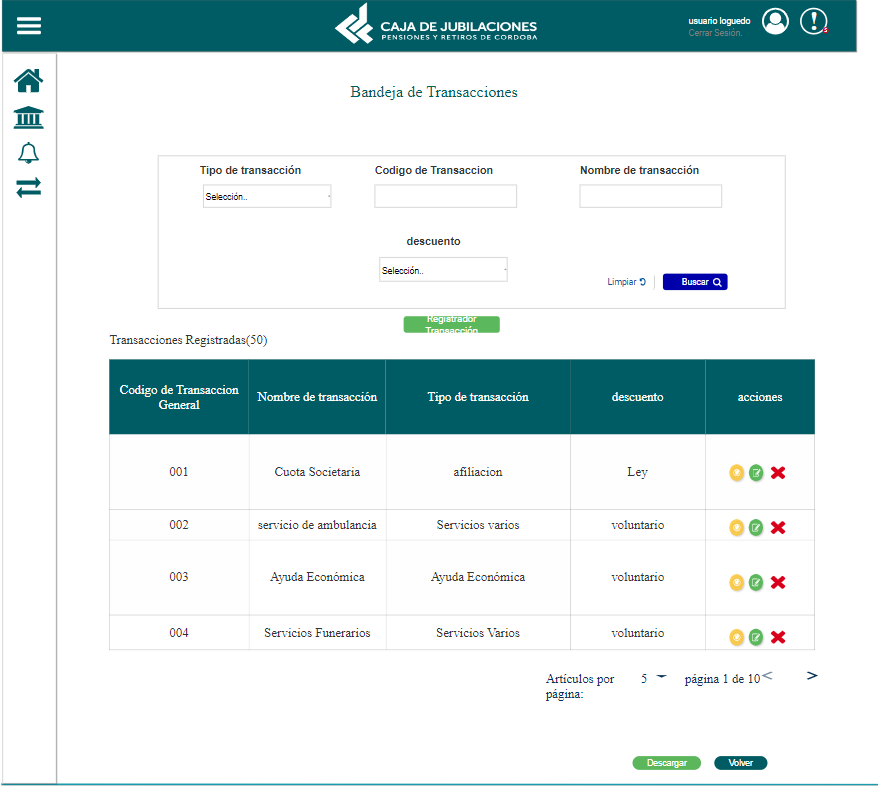 CAJA DE JUBILACIONES
PENSIONES Y RETIROS DE CORDOBA
usuario loguedo
Cerrar Sesión.
Bandeja de Transacciones
Tipo de transacción Codigo de Transaccion Nombre de transacción
Selección..
descuento
Selección..
Limpiar Buscar
Registrador
Transacción
Transacciones Registradas(50)
Codigo de Transaccion
General Nombre de transacción Tipo de transacción descuento acciones
001 Cuota Societaria afiliacion Ley
002 servicio de ambulancia Servicios varios voluntario
003 Ayuda Económica Ayuda Económica voluntario
004 Servicios Funerarios Servicios Varios voluntario
Artículos por
página: 5 página 1 de 10 < >
Descargar Volver